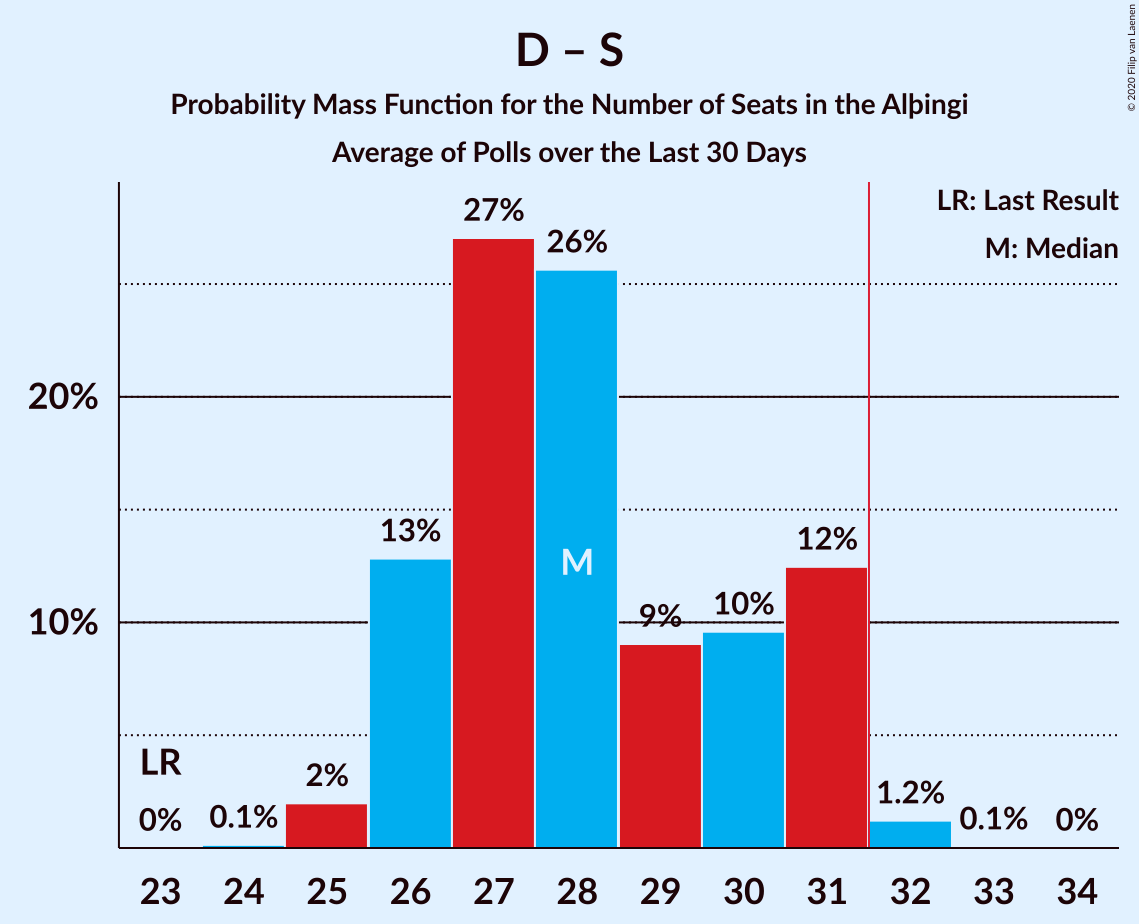 D – S
Probability Mass Function for the Number of Seats in the Alþingi
Average of Polls over the Last 30 Days
© 2020 Filip van Laenen
LR: Last Result
M: Median
20%
10%
LR
0%
0.1%
2%
13%
27%
26%
M
9%
10%
12%
1.2%
0.1%
0%
23 24 25 26 27 28 29 30 31 32 33 34